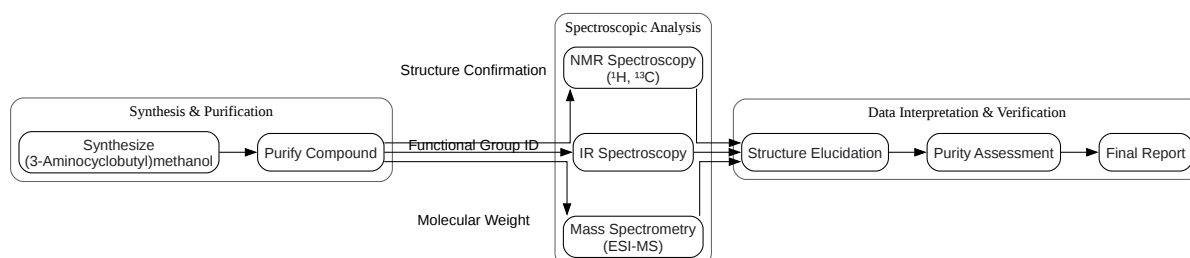 Spectroscopic Analysis
NMR Spectroscopy
(¹H, ¹³C)
Structure Confirmation
Synthesis & Purification
Data Interpretation & Verification
Synthesize
(3-Aminocyclobutyl)methanol
Purify Compound
Functional Group ID
IR Spectroscopy
Structure Elucidation
Purity Assessment
Final Report
Molecular Weight
Mass Spectrometry
(ESI-MS)